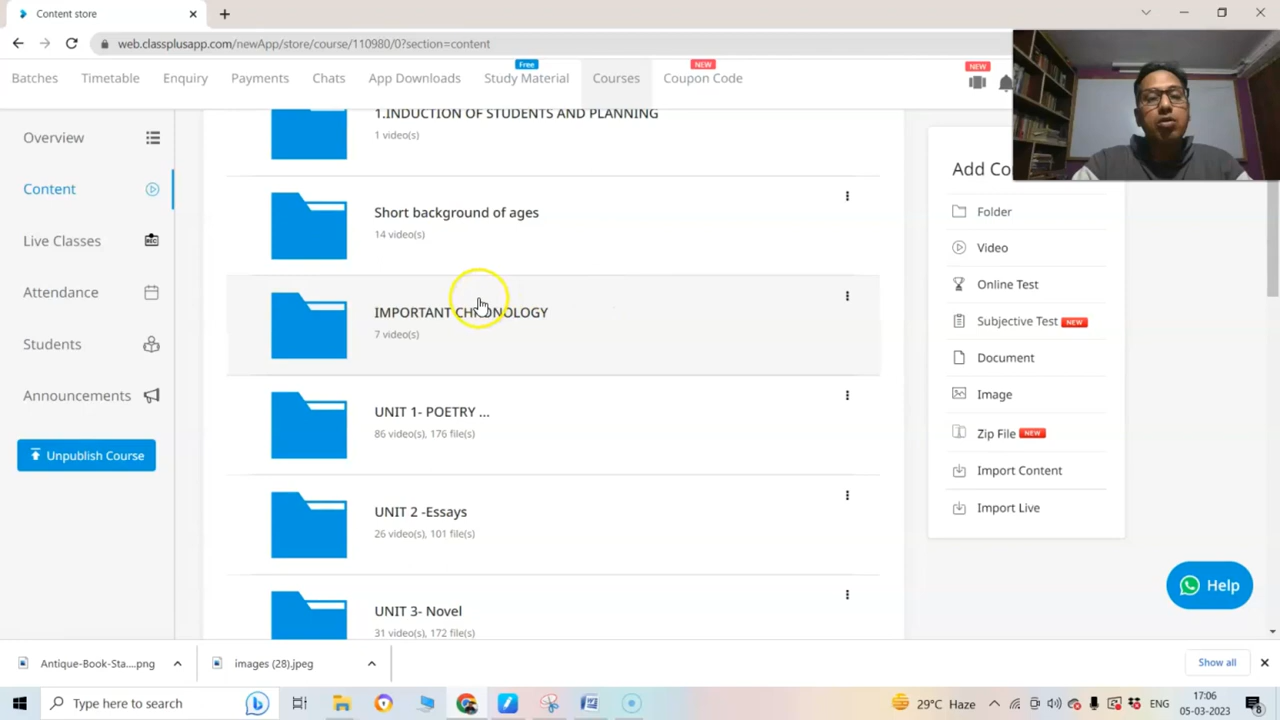 Content store
web.classplusapp.com/newApp/store/course/110980/0?section=content
NEW
Free
NEW
Batches
Timetable
Enquiry
Payments
Chats
App Downloads
Study Material
Courses
Coupon Code
Overview
Content
Live Classes
REC
Attendance
Students
Announcements
Unpublish Course
1.INDUCTION OF STUDENTS AND PLANNING
1 video(s)
Short background of ages
14 video(s)
IMPORTANT CHRONOLOGY
7 video(s)
UNIT 1- POETRY ...
86 video(s), 176 file(s)
UNIT 2 -Essays
26 video(s), 101 file(s)
UNIT 3- Novel
31 video(s), 172 file(s)
Add Co
Folder
Video
Online Test
Subjective Test NEW
Document
Image
Zip File NEW
Import Content
Import Live
Help
Antique-Book-Sta....png
images (28).jpeg
Show all
Type here to search
29°C Haze
ENG
17:06
05-03-2023
8